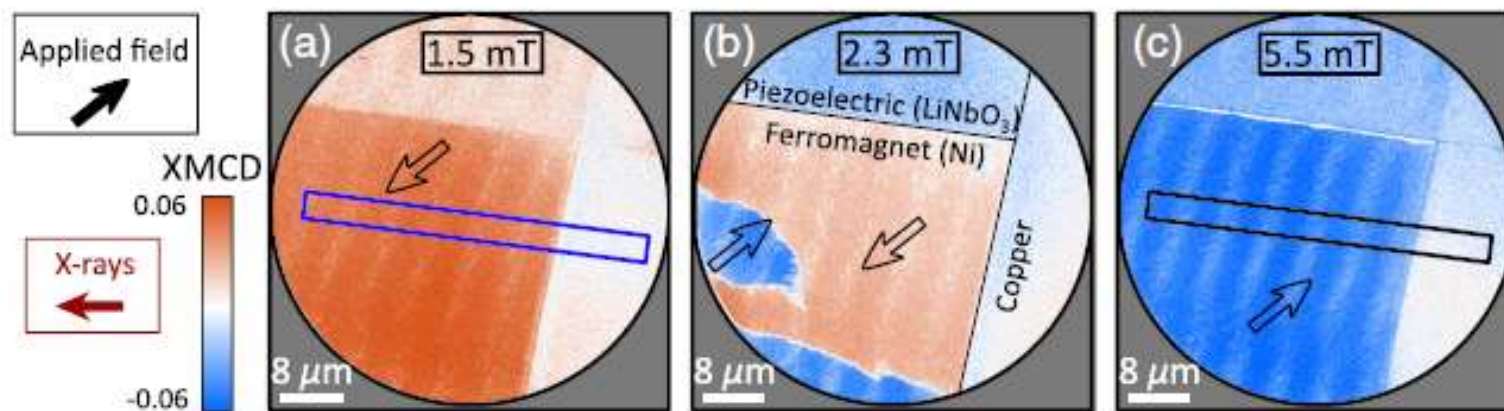 Applied field
XMCD
0.06
-0.06
X-rays
(a)
1.5 mT
8 µm
(b)
2.3 mT
Piezoelectric (LiNbO₃)
Ferromagnet (Ni)
Copper
8 µm
(c)
5.5 mT
8 µm